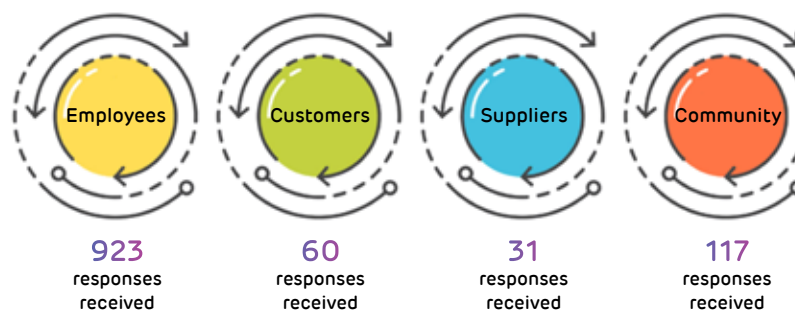 Employees
Customers
Suppliers
Community
923
responses
received
60
responses
received
31
responses
received
117
responses
received